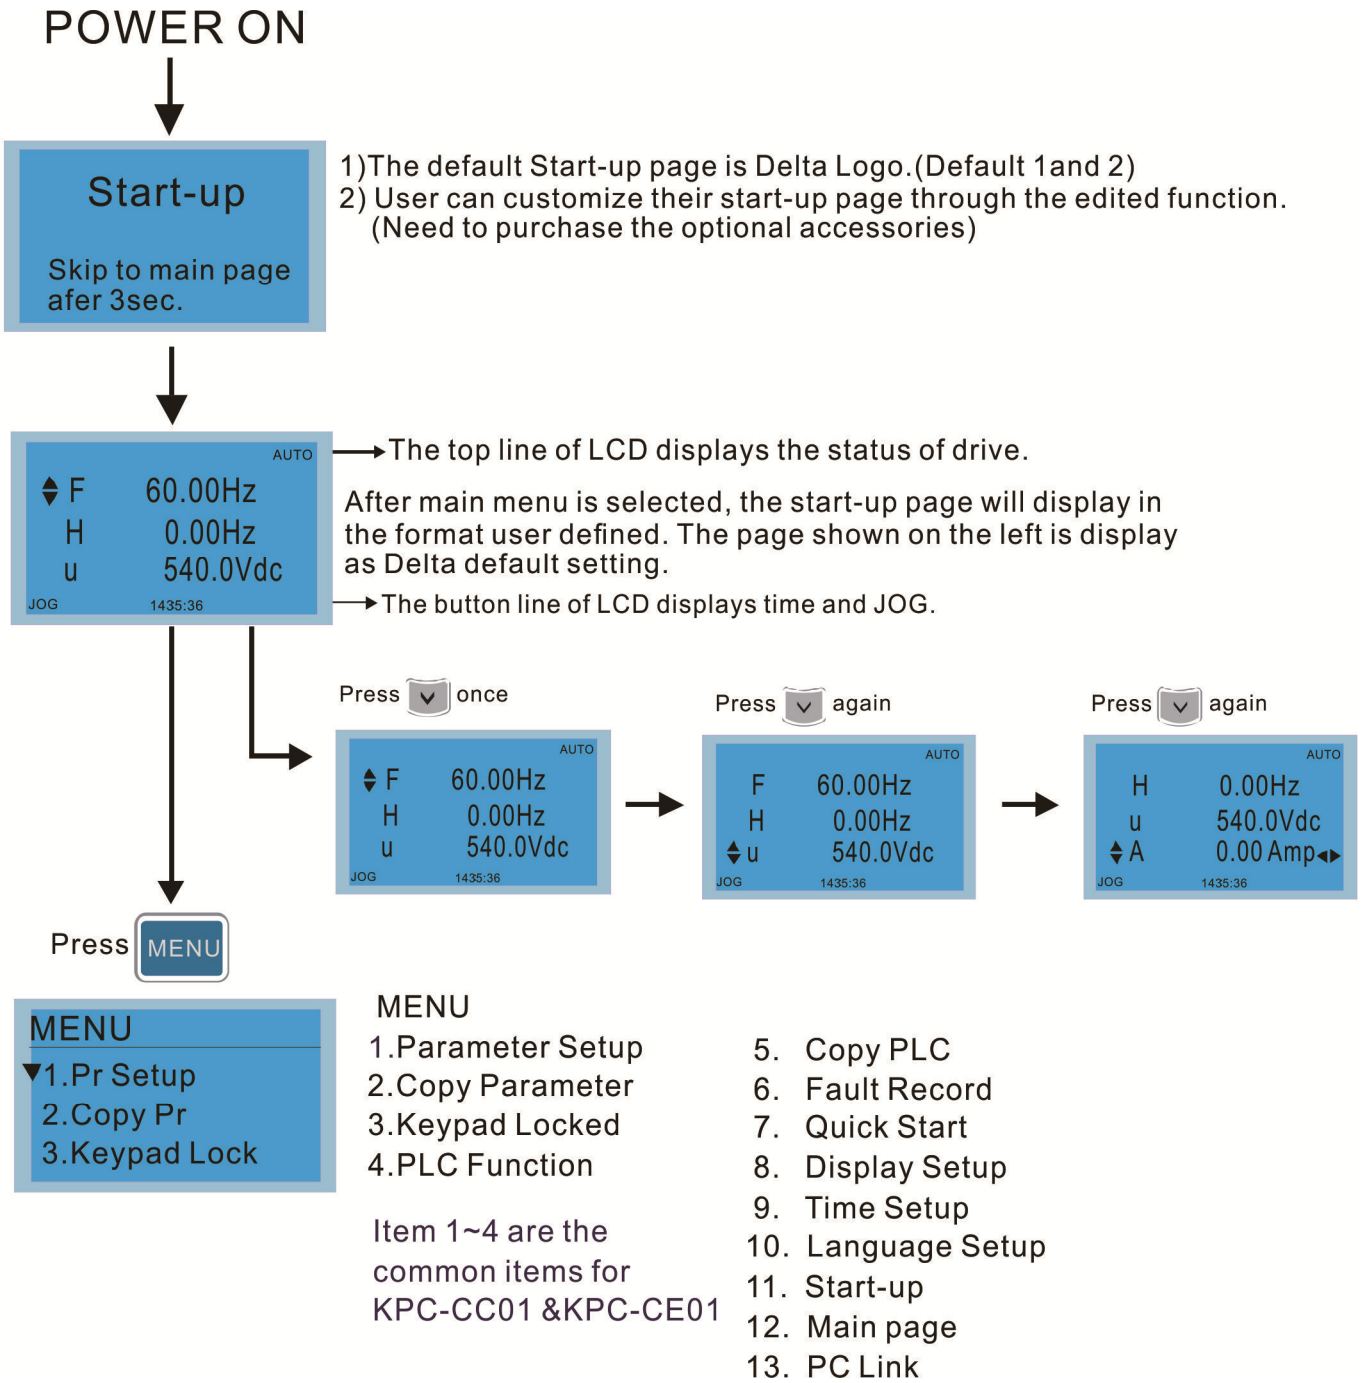 POWER ON
Start-up
Skip to main page
afer 3sec.
1)The default Start-up page is Delta Logo.(Default 1and 2)
2) User can customize their start-up page through the edited function.
(Need to purchase the optional accessories)
AUTO
F 60.00Hz
H 0.00Hz
u 540.0Vdc
JOG 1435:36
The top line of LCD displays the status of drive.
After main menu is selected, the start-up page will display in
the format user defined. The page shown on the left is display
as Delta default setting.
The button line of LCD displays time and JOG.
Press once
AUTO
F 60.00Hz
H 0.00Hz
u 540.0Vdc
JOG 1435:36
Press again
AUTO
F 60.00Hz
H 0.00Hz
u 540.0Vdc
JOG 1435:36
Press again
AUTO
H 0.00Hz
u 540.0Vdc
A 0.00 Amp
JOG 1435:36
Press MENU
MENU
1.Pr Setup
2.Copy Pr
3.Keypad Lock
MENU
1.Parameter Setup
2.Copy Parameter
3.Keypad Locked
4.PLC Function
Item 1~4 are the
common items for
KPC-CC01 &KPC-CE01
5. Copy PLC
6. Fault Record
7. Quick Start
8. Display Setup
9. Time Setup
10. Language Setup
11. Start-up
12. Main page
13. PC Link